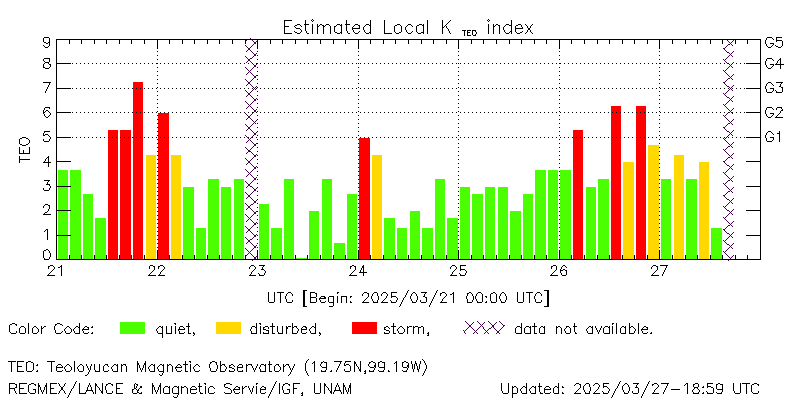 Estimated Local K TEO index
9 G5
8 G4
7 G3
6 G2
5 G1
4
3
2
1
0
TEO
21 22 23 24 25 26 27
UTC [Begin: 2025/03/21 00:00 UTC]
Color Code: quiet, disturbed, storm, data not available.
TEO: Teoloyucan Magnetic Observatory (19.75N,99.19W)
REGMEX/LANCE & Magnetic Servie/IGF, UNAM Updated: 2025/03/27-18:59 UTC